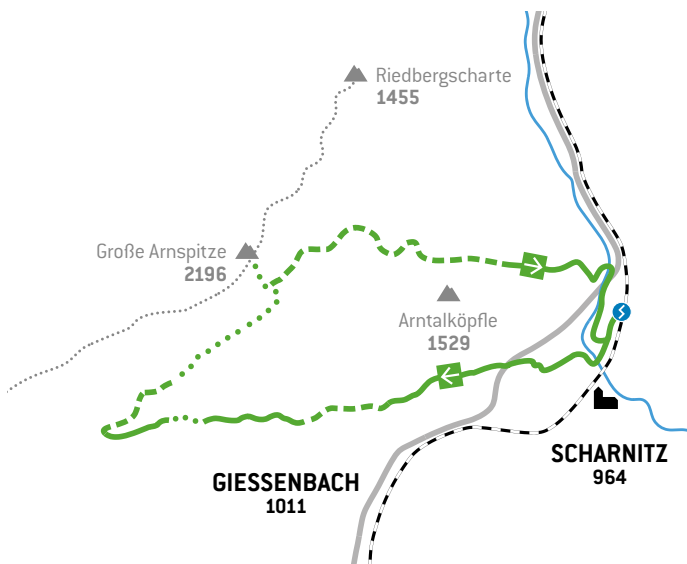 Riedbergscharte
1455
Große Arnspitze
2196
Arntalköpfle
1529
SCHARNITZ
964
GIESSENBACH
1011